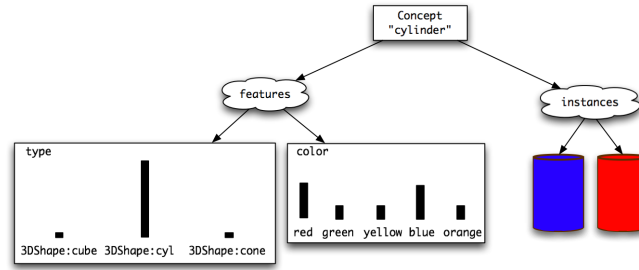 Concept
"cylinder"
features
instances
type
3DShape:cube 3DShape:cyl 3DShape:cone
color
red green yellow blue orange